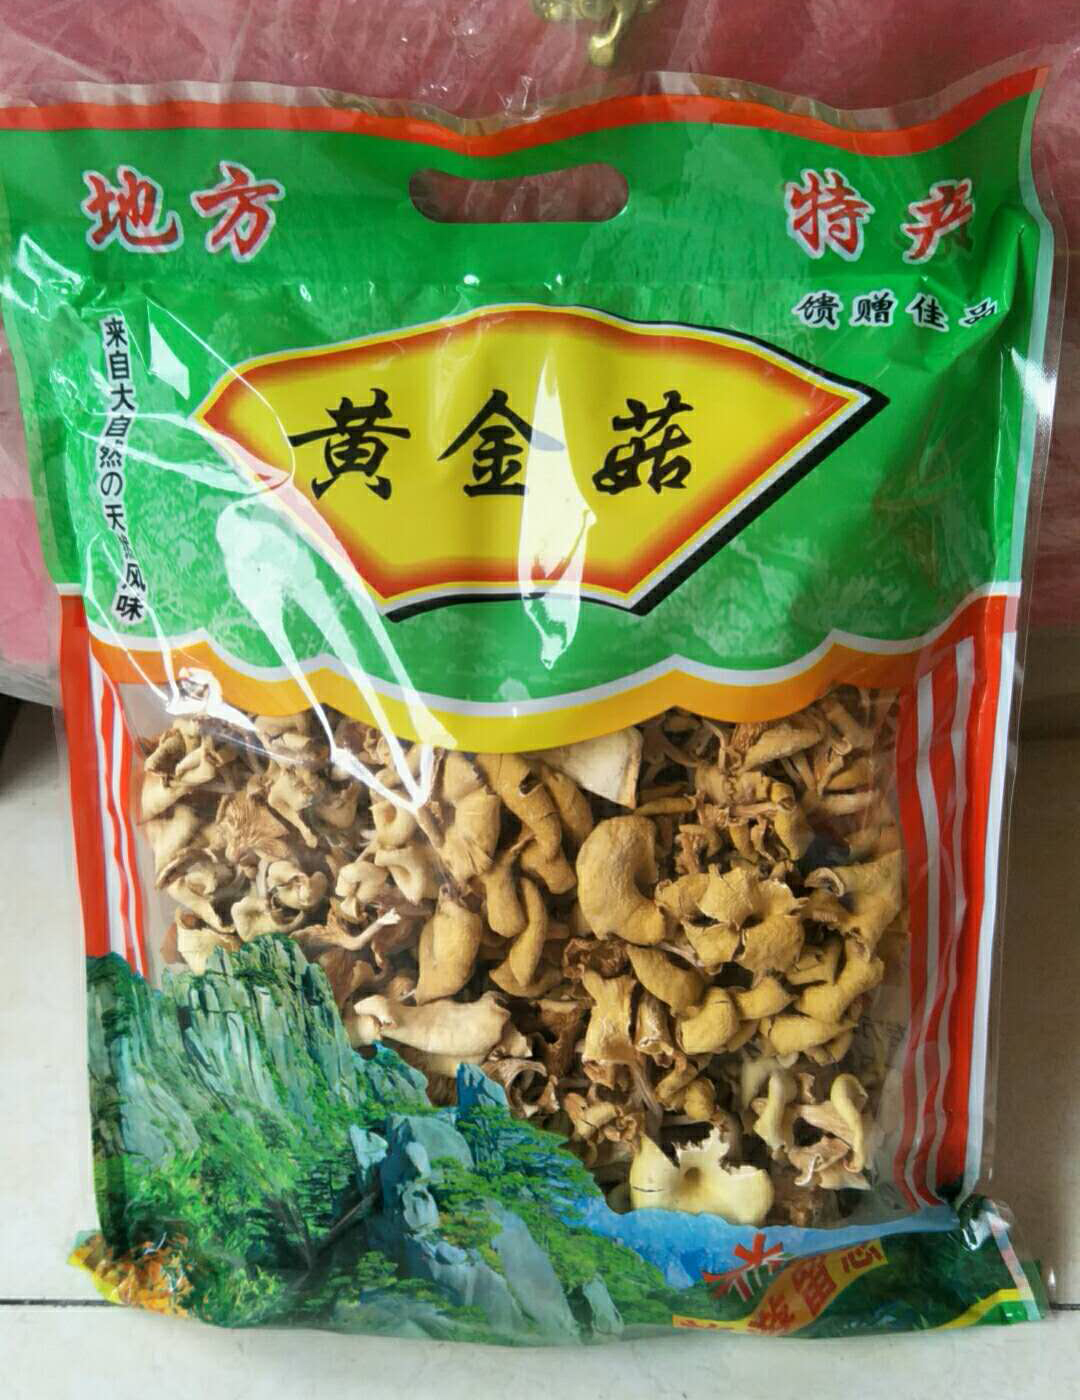 地方
特产
馈赠佳品
来自大自然の天然风味
黄金菇